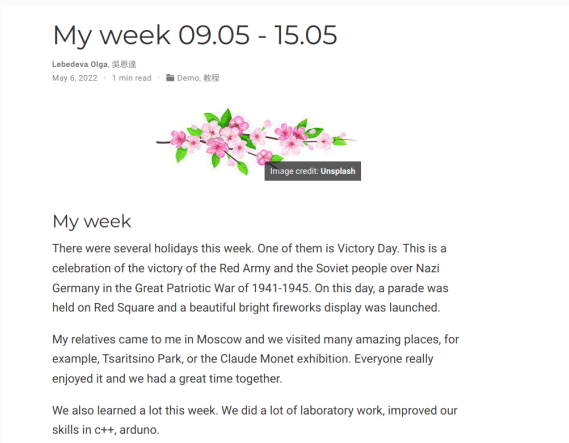 My week 09.05 - 15.05
Lebedeva Olga, 吳恩達
May 6, 2022 · 1 min read · Demo, 教程
Image credit: Unsplash
My week
There were several holidays this week. One of them is Victory Day. This is a
celebration of the victory of the Red Army and the Soviet people over Nazi
Germany in the Great Patriotic War of 1941-1945. On this day, a parade was
held on Red Square and a beautiful bright fireworks display was launched.
My relatives came to me in Moscow and we visited many amazing places, for
example, Tsaritsino Park, or the Claude Monet exhibition. Everyone really
enjoyed it and we had a great time together.
We also learned a lot this week. We did a lot of laboratory work, improved our
skills in c++, arduno.